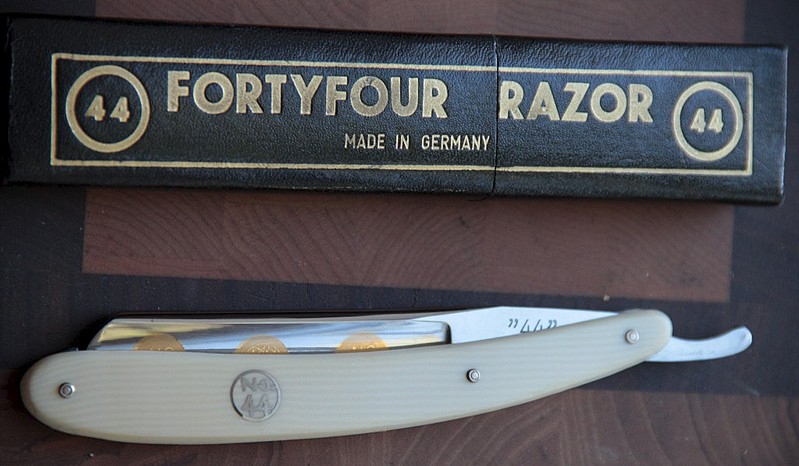 44 FORTYFOUR RAZOR 44
MADE IN GERMANY
„44”
No.
44